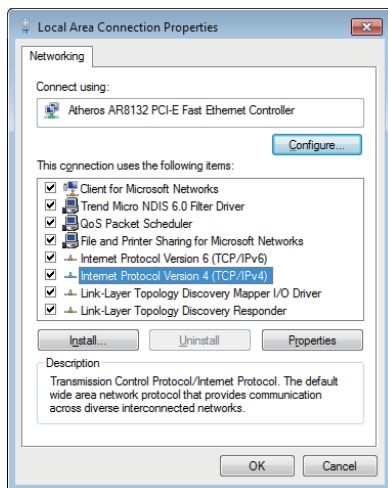 Local Area Connection Properties
Networking
Connect using:
Atheros AR8132 PCI-E Fast Ethernet Controller
Configure...
This connection uses the following items:
Client for Microsoft Networks
Trend Micro NDIS 6.0 Filter Driver
QoS Packet Scheduler
File and Printer Sharing for Microsoft Networks
Internet Protocol Version 6 (TCP/IPv6)
Internet Protocol Version 4 (TCP/IPv4)
Link-Layer Topology Discovery Mapper I/O Driver
Link-Layer Topology Discovery Responder
Install... Uninstall Properties
Description
Transmission Control Protocol/Internet Protocol. The default
wide area network protocol that provides communication
across diverse interconnected networks.
OK Cancel